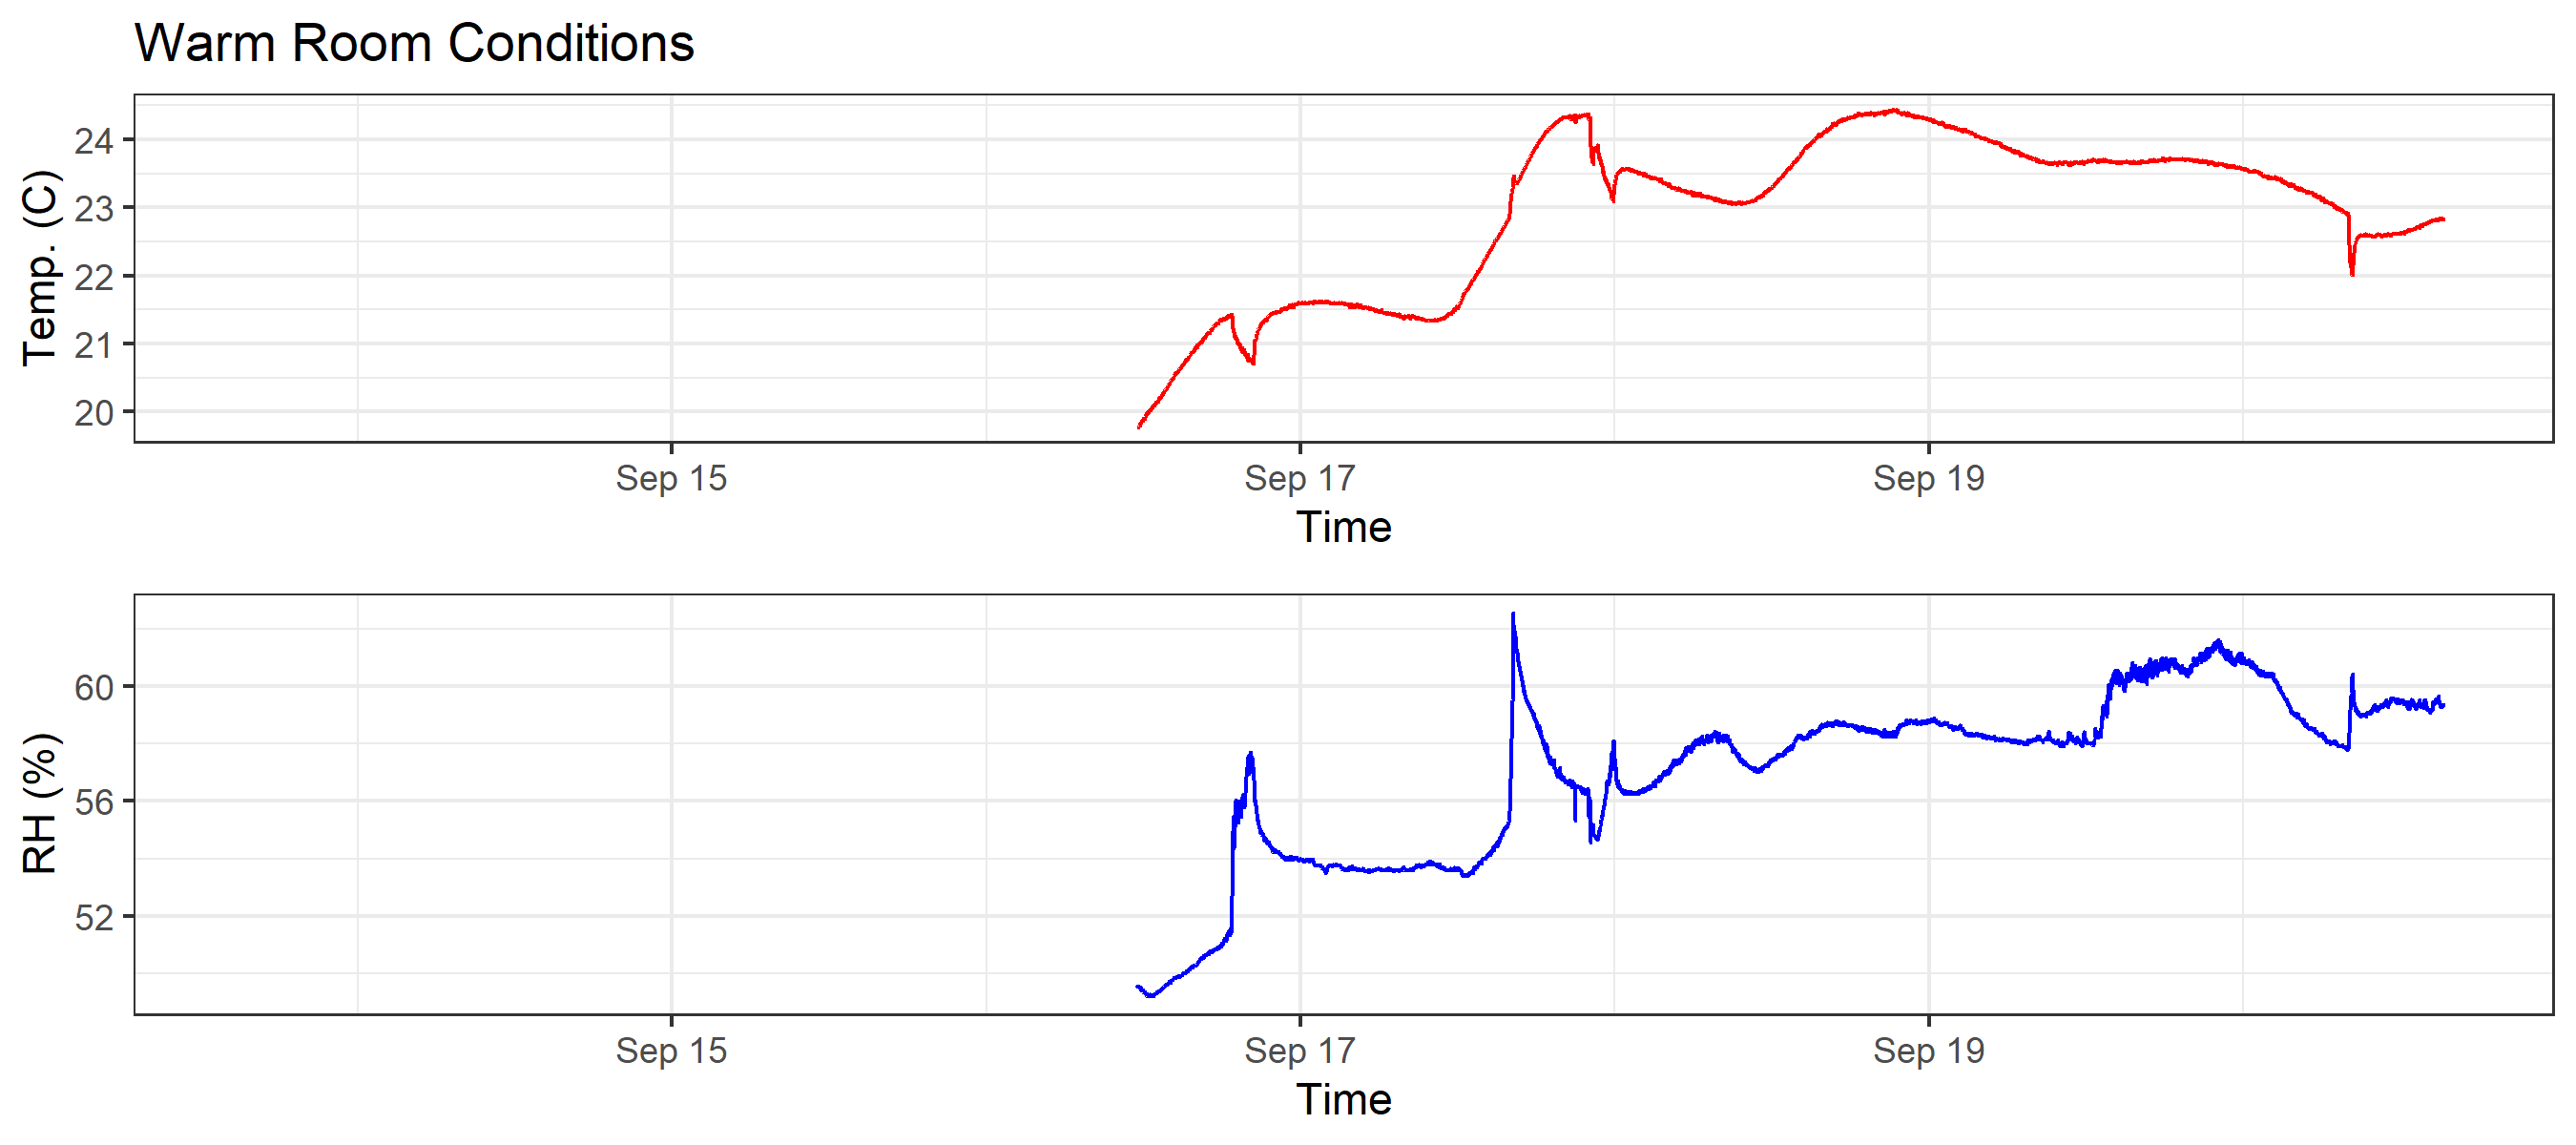 Warm Room Conditions
Temp. (C)
24
23
22
21
20
Sep 15 Sep 17 Sep 19
Time
RH (%)
60
56
52
Sep 15 Sep 17 Sep 19
Time